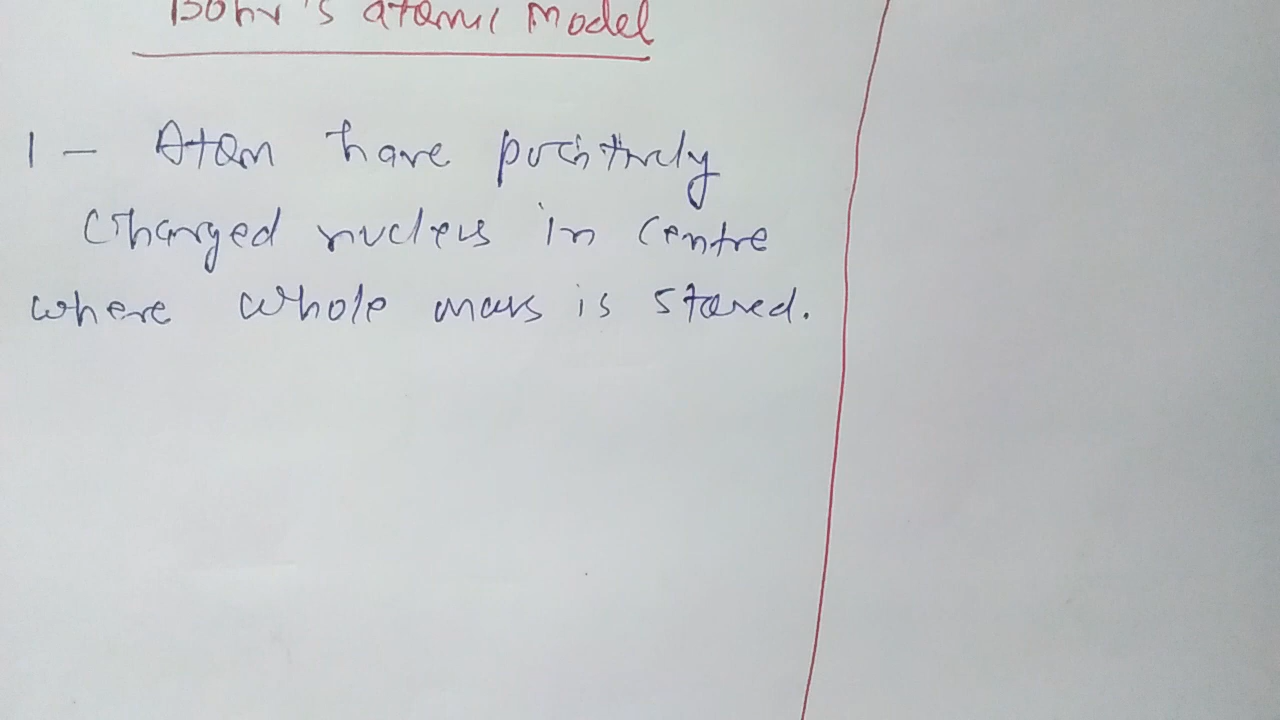 Bohr's atomic Model
1 - Atom have positively
Charged nucleus in Centre
where whole mass is stored.